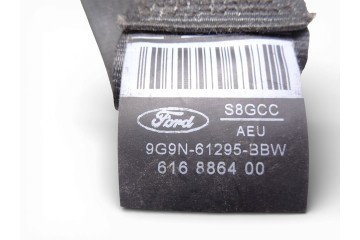 Ford
S8GCC
AEU
9G9N-61295-BBW
616 8864 00